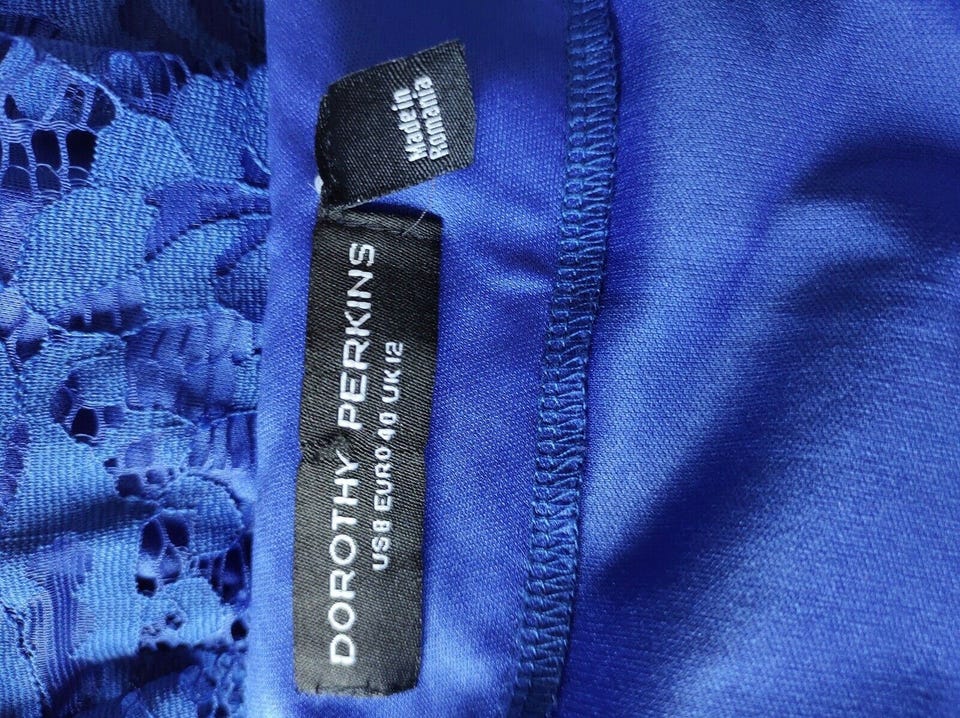 Made in
Romania
DOROTHY PERKINS
US8 EURO40 UK12